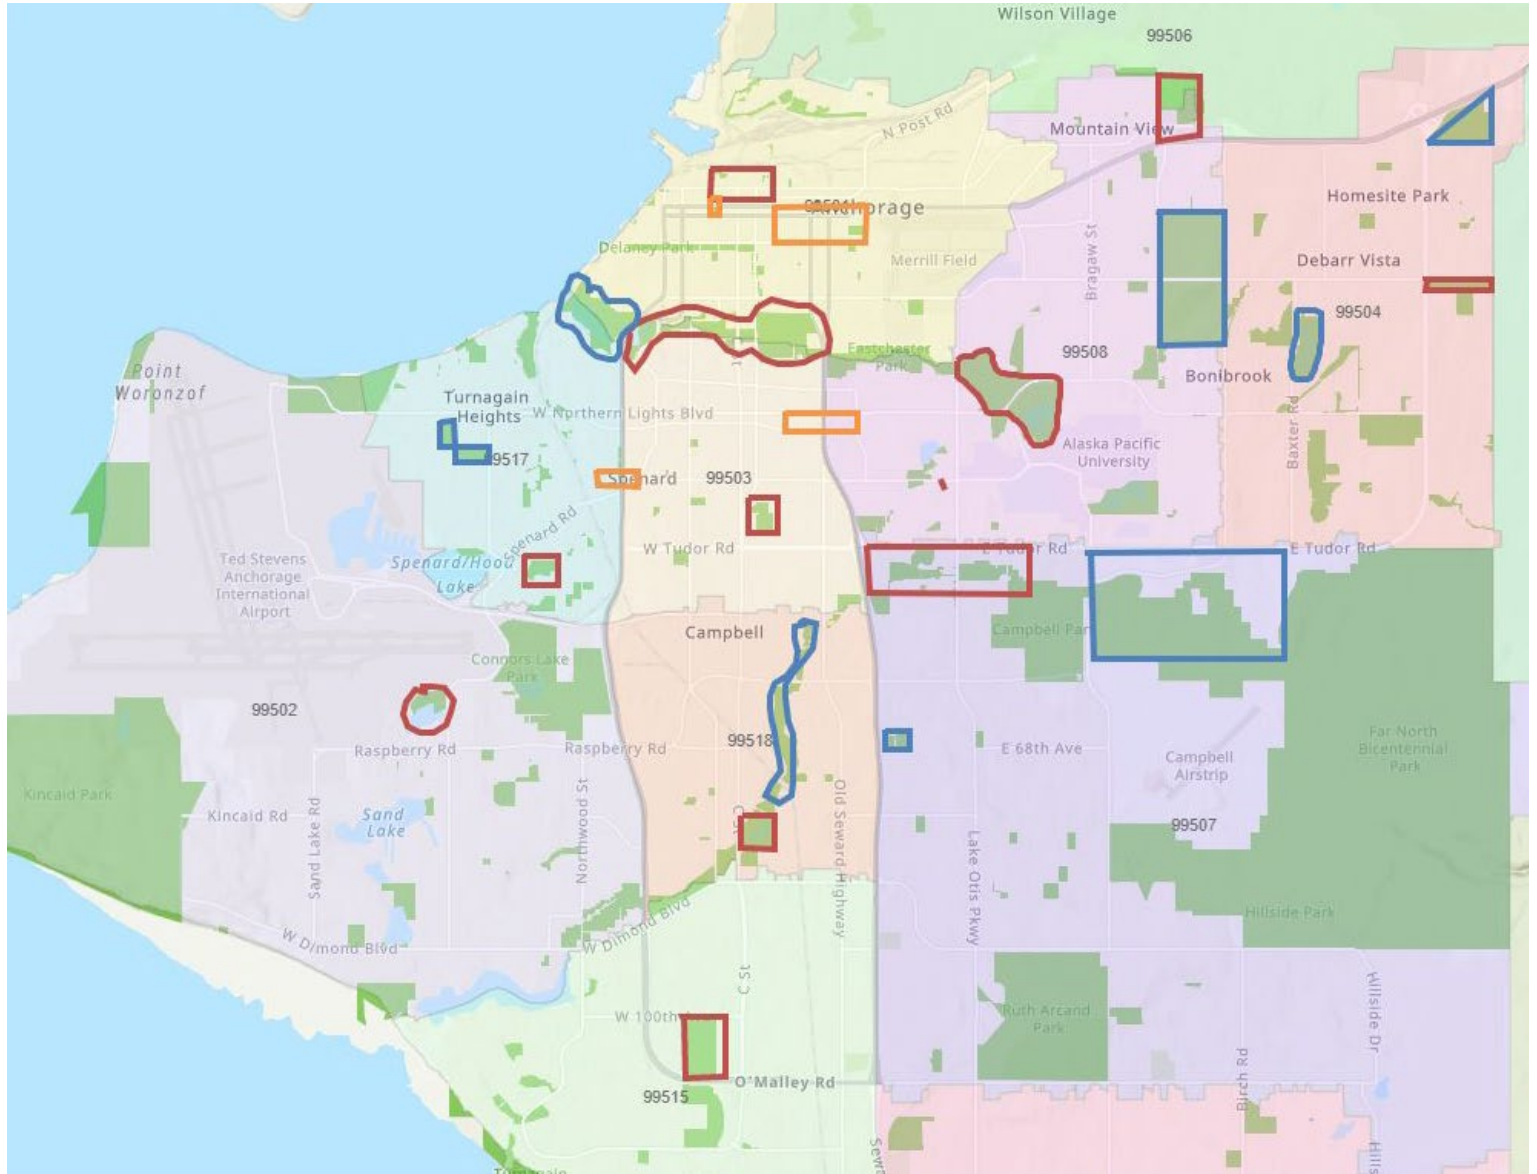 Wilson Village
99506
N Post Rd
Mountain View
Homesite Park
Anchorage
Delaney Park
Merrill Field
Bragaw St
Debarr Vista
99504
Point
Woronzof
Eastchester
Park
99508
Bonibrook
Turnagain
Heights
W Northern Lights Blvd
Baxter Rd
Alaska Pacific
University
99517
Spenard
99503
Spenard Rd
W Tudor Rd
E Tudor Rd
E Tudor Rd
Ted Stevens
Anchorage
International
Airport
Spenard/Hood
Lake
Campbell
Campbell Par
Connors Lake
Park
99502
Raspberry Rd
Raspberry Rd
99518
E 68th Ave
Campbell
Airstrip
Far North
Bicentennial
Park
Kincaid Park
Kincaid Rd
Sand
Lake
Sand Lake Rd
Northwood St
Old Seward Highway
99507
Lake Otis Pkwy
Hillside Park
W Dimond Blvd
W Dimond Blvd
C St
W 100th
Ruth Arcand
Park
Hillside Dr
O'Malley Rd
99515
Birch Rd